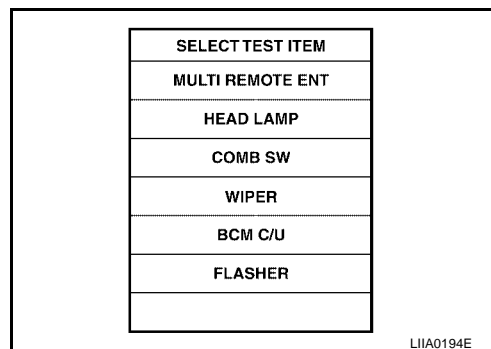 SELECT TEST ITEM
MULTI REMOTE ENT
HEAD LAMP
COMB SW
WIPER
BCM C/U
FLASHER
LIIA0194E